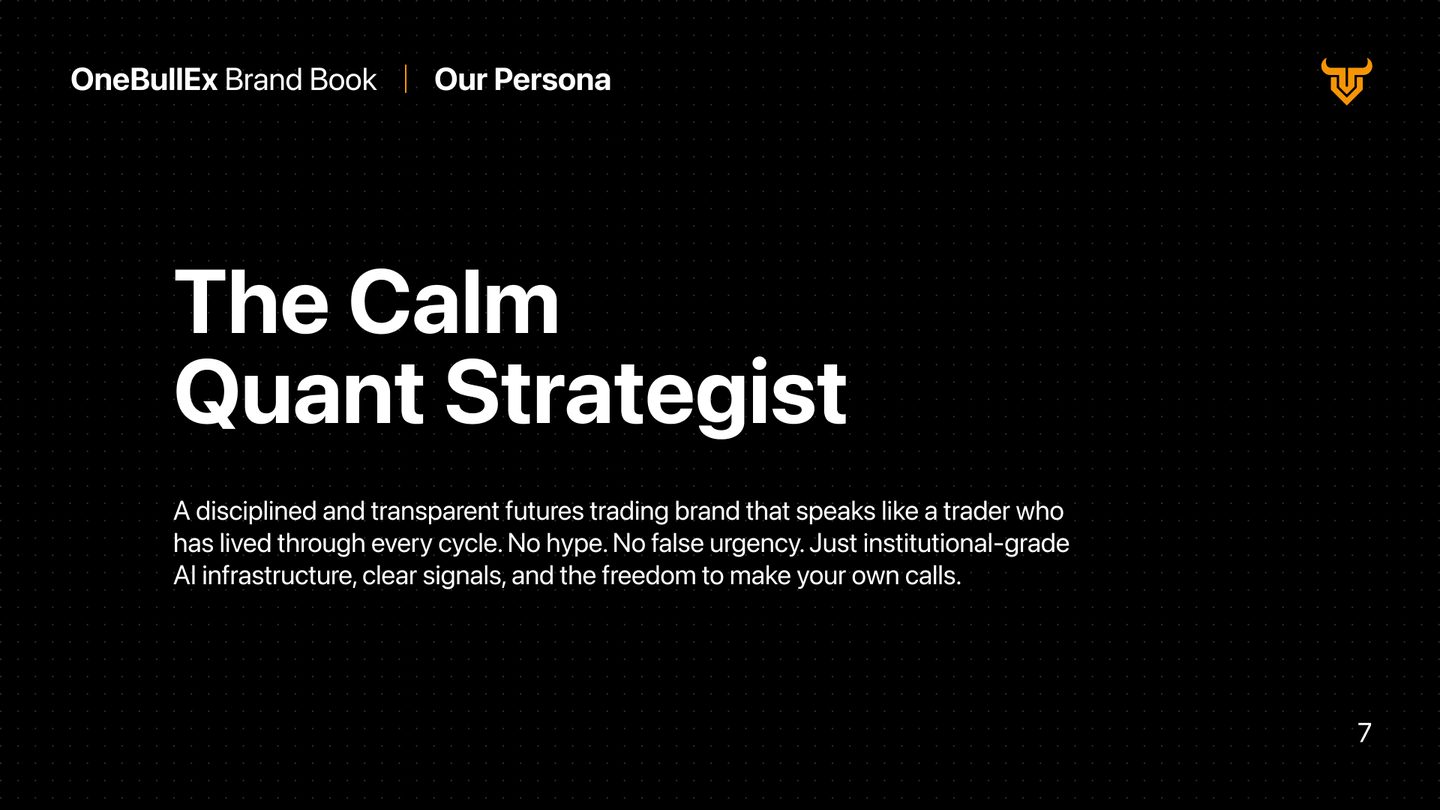 OneBullEx Brand Book | Our Persona
The Calm
Quant Strategist
A disciplined and transparent futures trading brand that speaks like a trader who
has lived through every cycle. No hype. No false urgency. Just institutional-grade
AI infrastructure, clear signals, and the freedom to make your own calls.
7